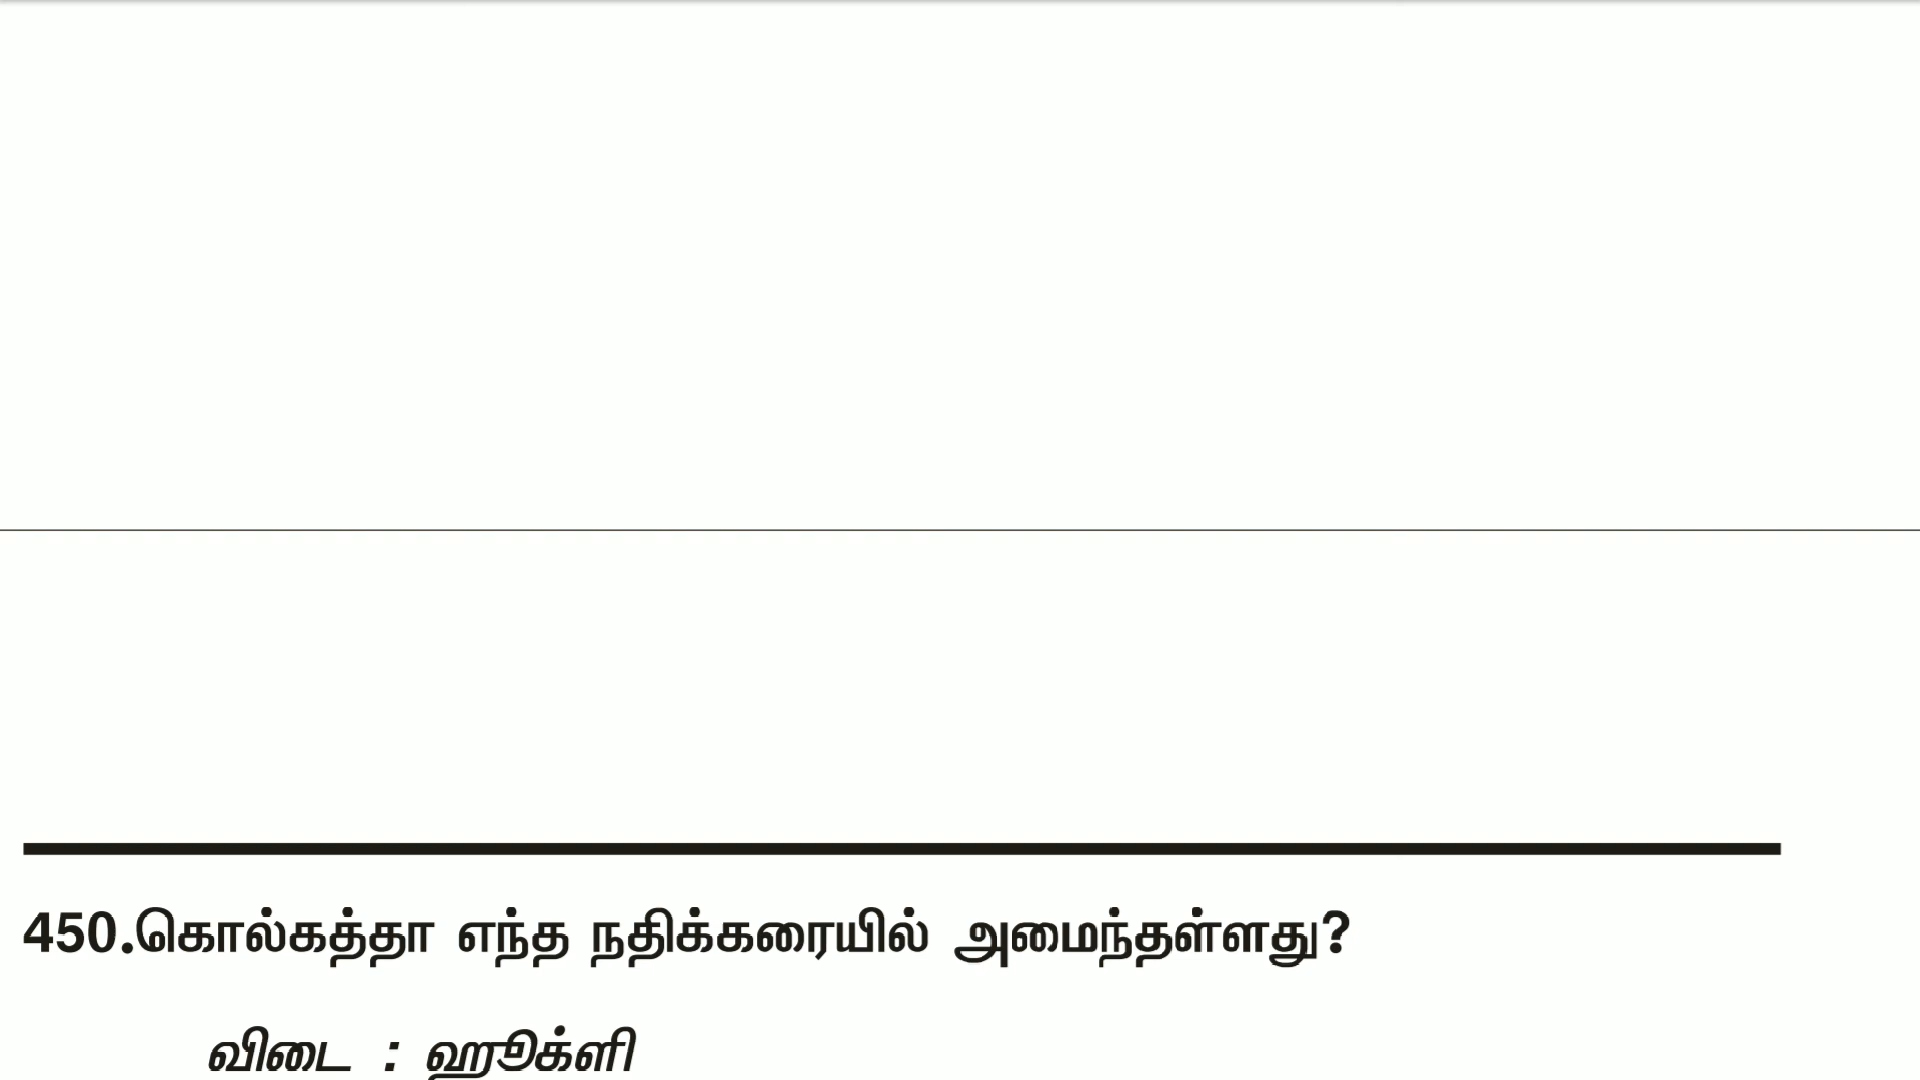 450.கொல்கத்தா எந்த நதிக்கரையில் அமைந்தள்ளது?
விடை : ஹூக்ளி